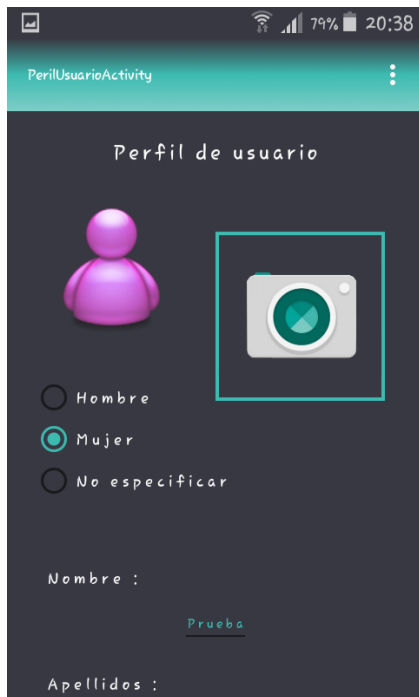 79% 20:38
PerilUsuarioActivity
Perfil de usuario
Hombre
Mujer
No especificar
Nombre :
Prueba
Apellidos :